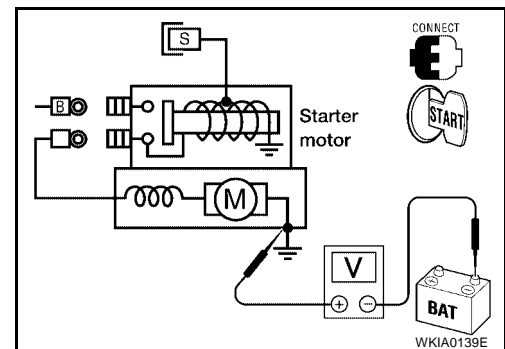 S
CONNECT
B
Starter
motor
START
M
V
+ −
+ −
BAT
WKIA0139E